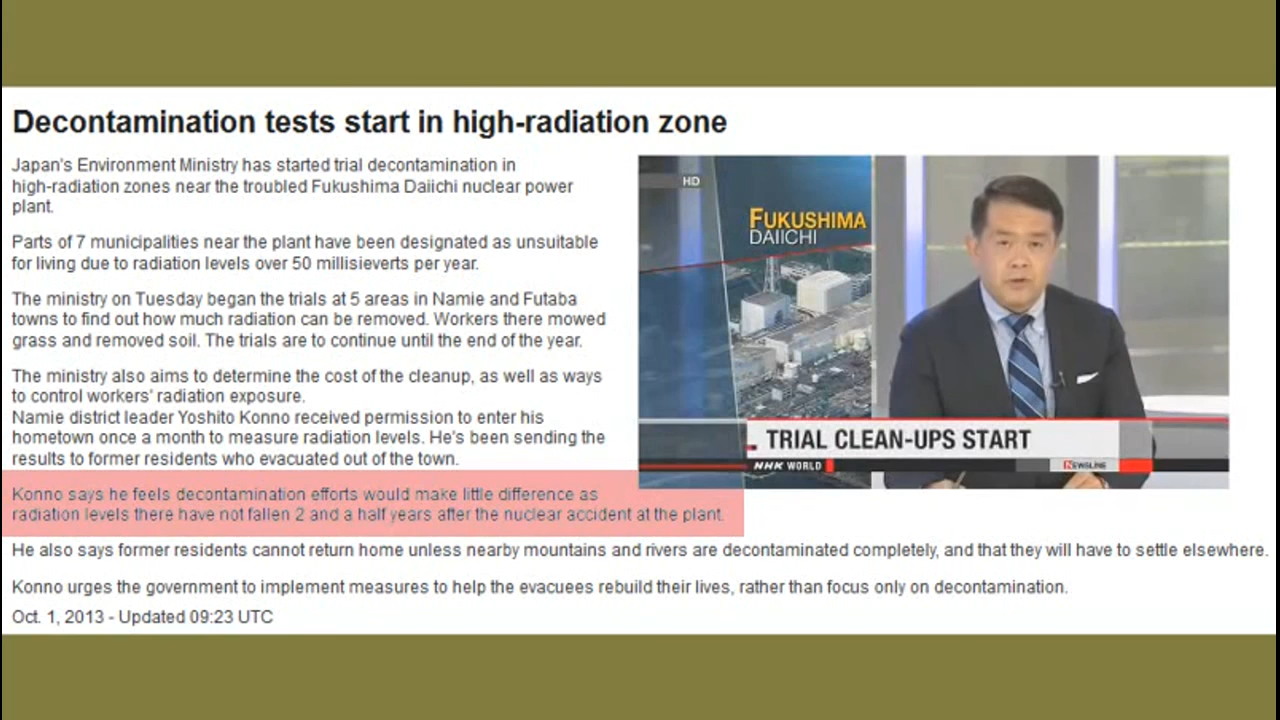 Decontamination tests start in high-radiation zone
Japan's Environment Ministry has started trial decontamination in
high-radiation zones near the troubled Fukushima Daiichi nuclear power
plant.
Parts of 7 municipalities near the plant have been designated as unsuitable
for living due to radiation levels over 50 millisieverts per year.
The ministry on Tuesday began the trials at 5 areas in Namie and Futaba
towns to find out how much radiation can be removed. Workers there mowed
grass and removed soil. The trials are to continue until the end of the year.
The ministry also aims to determine the cost of the cleanup, as well as ways
to control workers' radiation exposure.
Namie district leader Yoshito Konno received permission to enter his
hometown once a month to measure radiation levels. He's been sending the
results to former residents who evacuated out of the town.
Konno says he feels decontamination efforts would make little difference as
radiation levels there have not fallen 2 and a half years after the nuclear accident at the plant.
He also says former residents cannot return home unless nearby mountains and rivers are decontaminated completely, and that they will have to settle elsewhere.
Konno urges the government to implement measures to help the evacuees rebuild their lives, rather than focus only on decontamination.
Oct. 1, 2013 - Updated 09:23 UTC
HD
FUKUSHIMA
DAIICHI
TRIAL CLEAN-UPS START
NHK WORLD
NEWSLINE